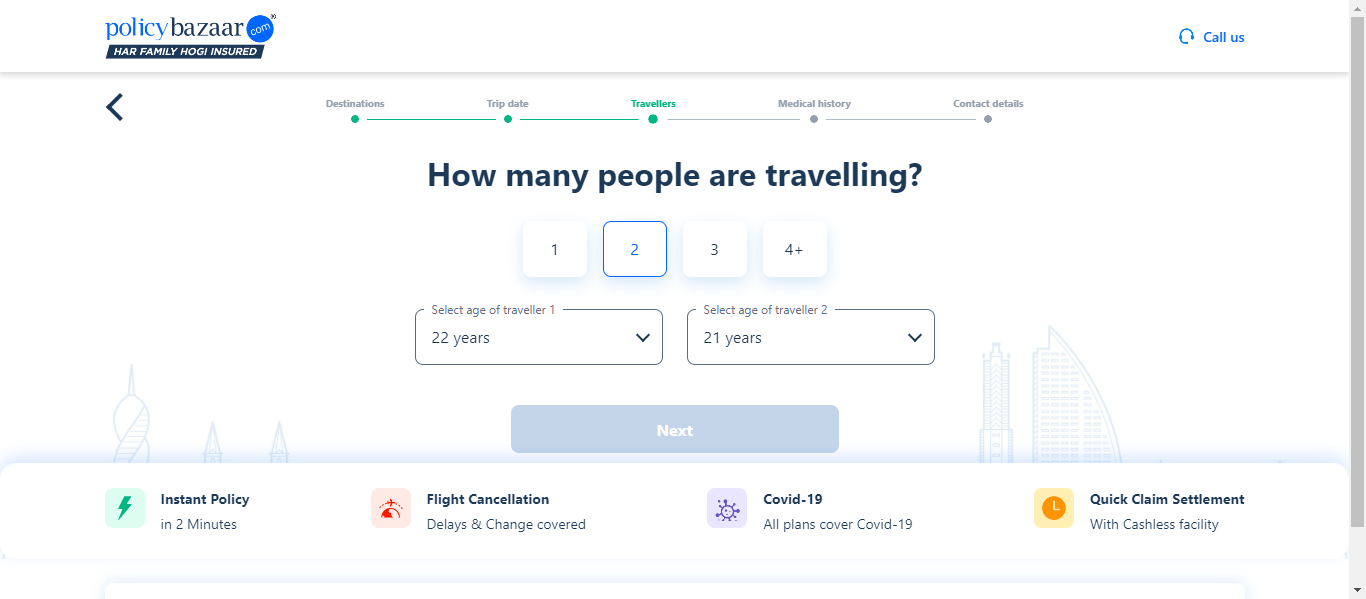 policybazaar.com®
HAR FAMILY HOGI INSURED
Call us
Destinations
Trip date
Travellers
Medical history
Contact details
How many people are travelling?
1
2
3
4+
Select age of traveller 1
22 years
Select age of traveller 2
21 years
Next
Instant Policy
in 2 Minutes
Flight Cancellation
Delays & Change covered
Covid-19
All plans cover Covid-19
Quick Claim Settlement
With Cashless facility